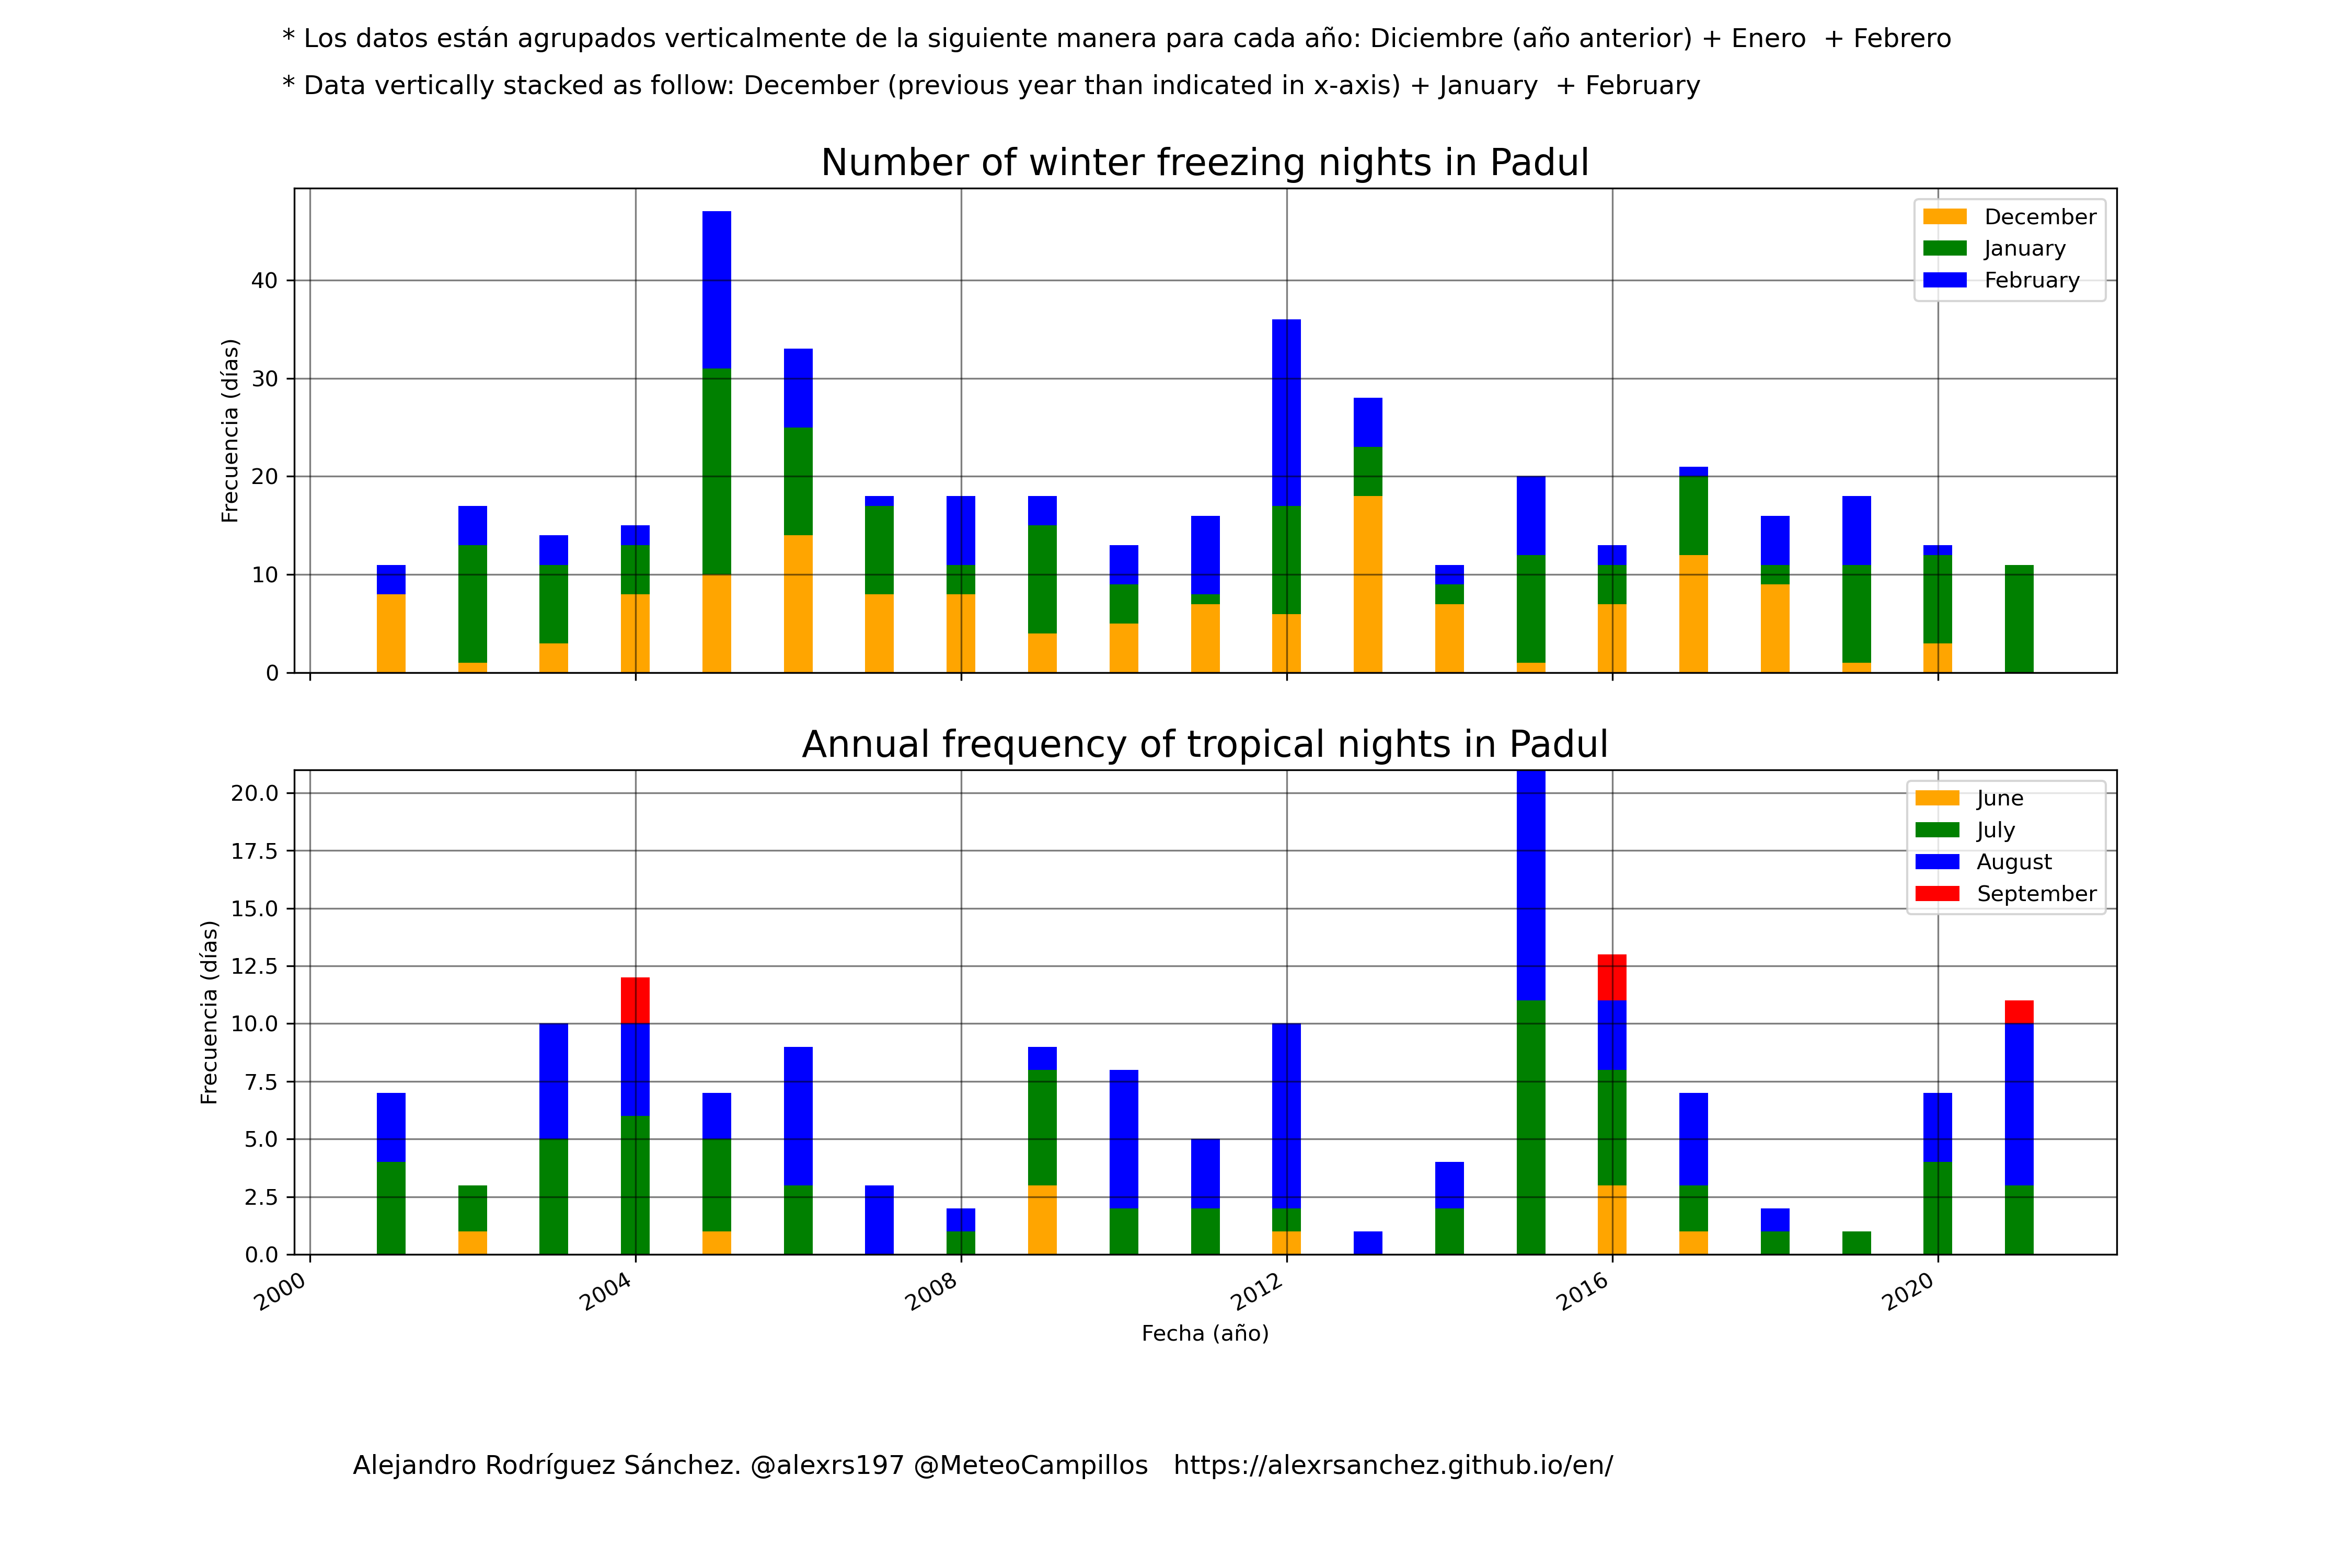 * Los datos están agrupados verticalmente de la siguiente manera para cada año: Diciembre (año anterior) + Enero  + Febrero
* Data vertically stacked as follow: December (previous year than indicated in x-axis) + January  + February
Number of winter freezing nights in Padul
Frecuencia (días)
40
30
20
10
0
December
January
February
Annual frequency of tropical nights in Padul
Frecuencia (días)
20.0
17.5
15.0
12.5
10.0
7.5
5.0
2.5
0.0
June
July
August
September
2000
2004
2008
2012
2016
2020
Fecha (año)
Alejandro Rodríguez Sánchez. @alexrs197 @MeteoCampillos   https://alexrsanchez.github.io/en/